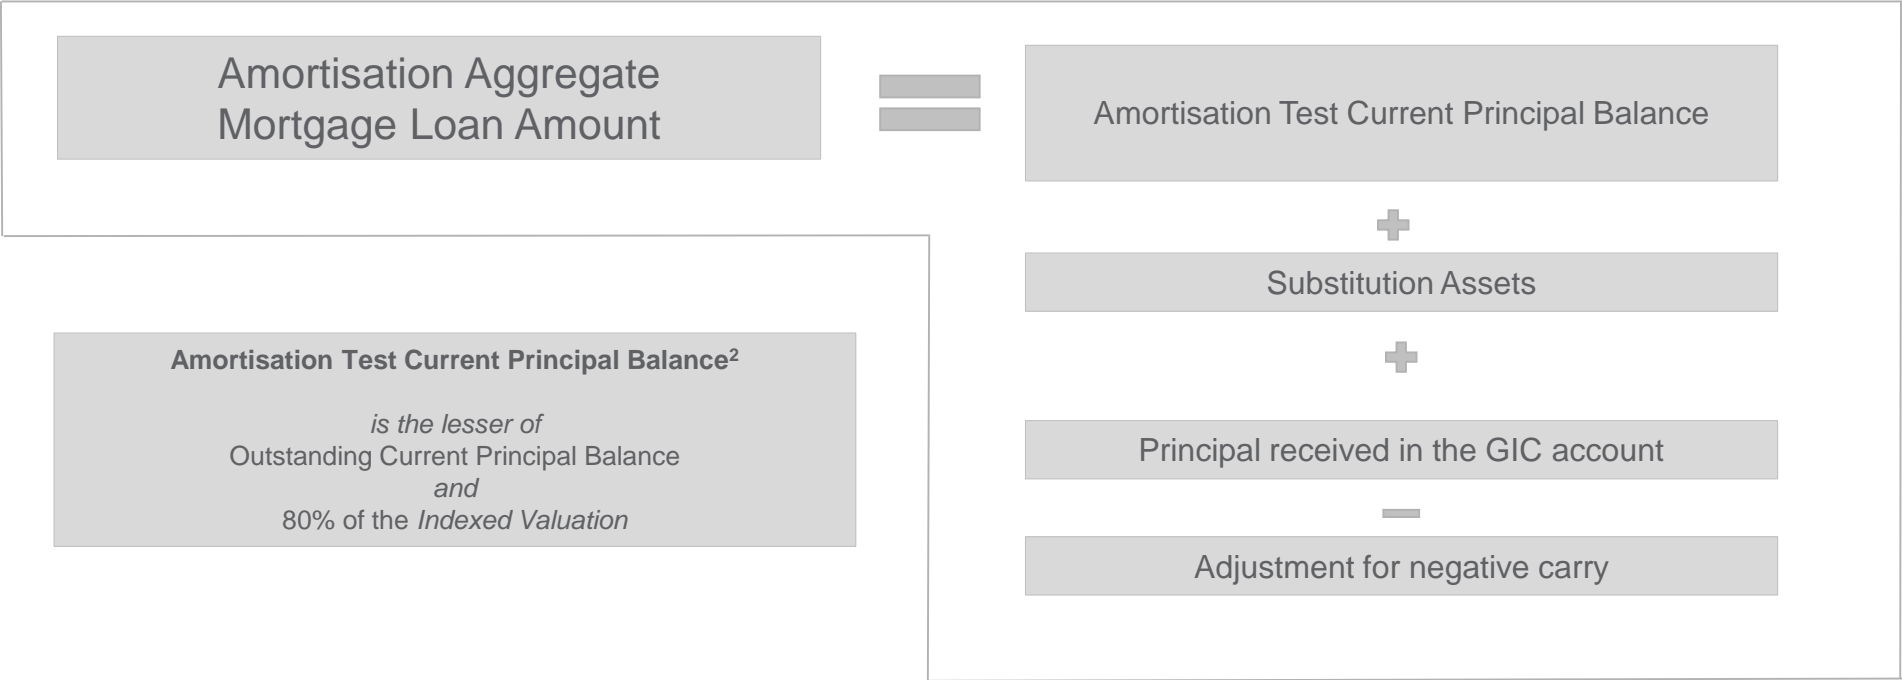 Amortisation Aggregate
Mortgage Loan Amount
Amortisation Test Current Principal Balance
Substitution Assets
Principal received in the GIC account
Adjustment for negative carry
Amortisation Test Current Principal Balance²
is the lesser of
Outstanding Current Principal Balance
and
80% of the Indexed Valuation